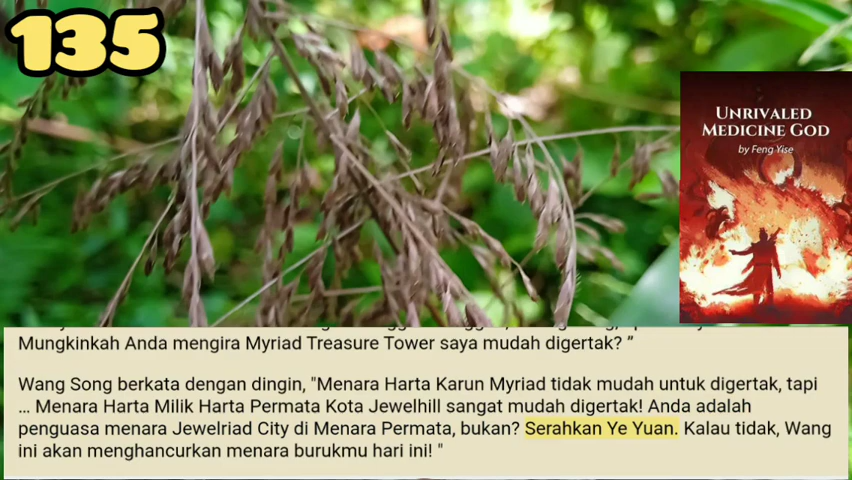 135
UNRIVALED
MEDICINE GOD
by Feng Yise
Mungkinkah Anda mengira Myriad Treasure Tower saya mudah digertak? "
Wang Song berkata dengan dingin, "Menara Harta Karun Myriad tidak mudah untuk digertak, tapi
... Menara Harta Milik Harta Permata Kota Jewelhill sangat mudah digertak! Anda adalah
penguasa menara Jewelriad City di Menara Permata, bukan? Serahkan Ye Yuan. Kalau tidak, Wang
ini akan menghancurkan menara burukmu hari ini! "